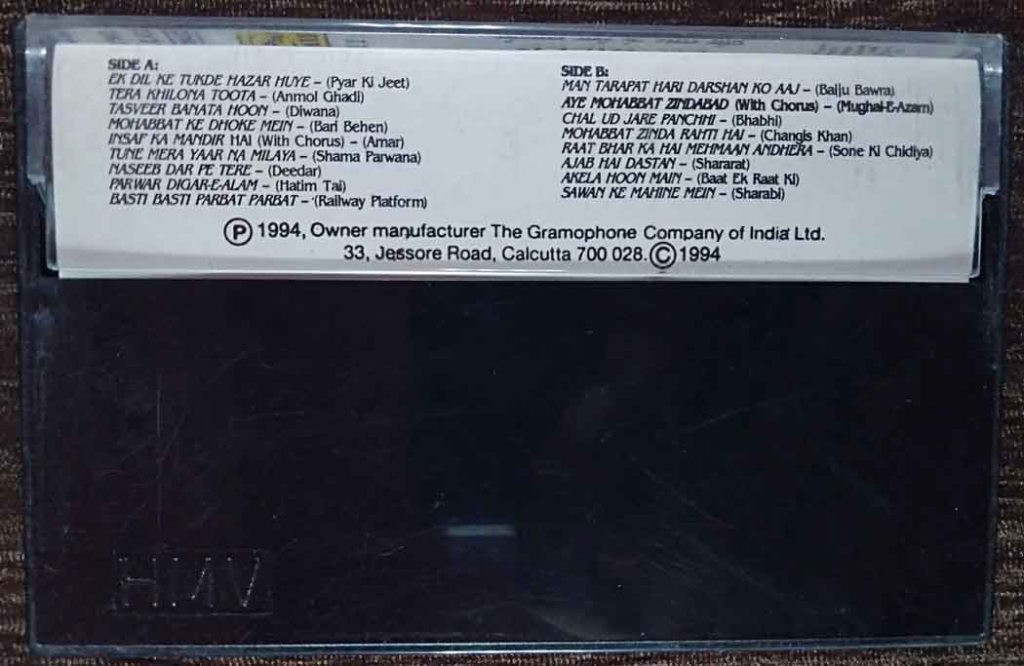 SIDE A:
EK DIL KE TUKDE HAZAR HUYE – (Pyar Ki Jeet)
TERA KHILONA TOOTA – (Anmol Ghadi)
TASVEER BANATA HOON – (Diwana)
MOHABBAT KE DHOKE MEIN – (Bari Behen)
INSAF KA MANDIR HAI (With Chorus) – (Amar)
TUNE MERA YAAR NA MILAYA – (Shama Parwana)
NASEEB DAR PE TERE – (Deedar)
PARWAR DIGAR-E-ALAM – (Hatim Tai)
BASTI BASTI PARBAT PARBAT – (Railway Platform)
SIDE B:
MAN TARAPAT HARI DARSHAN KO AAJ – (Baiju Bawra)
AYE MOHABBAT ZINDABAD (With Chorus) – (Mughal-E-Azam)
CHAL UD JARE PANCHHI – (Bhabhi)
MOHABBAT ZINDA RAHTI HAI – (Changis Khan)
RAAT BHAR KA HAI MEHMAAN ANDHERA – (Sone Ki Chidiya)
AJAB HAI DASTAN – (Shararat)
AKELA HOON MAIN – (Baat Ek Raat Ki)
SAWAN KE MAHINE MEIN – (Sharabi)
Ⓟ 1994, Owner manufacturer The Gramophone Company of India Ltd.
33, Jessore Road, Calcutta 700 028. © 1994
HMV